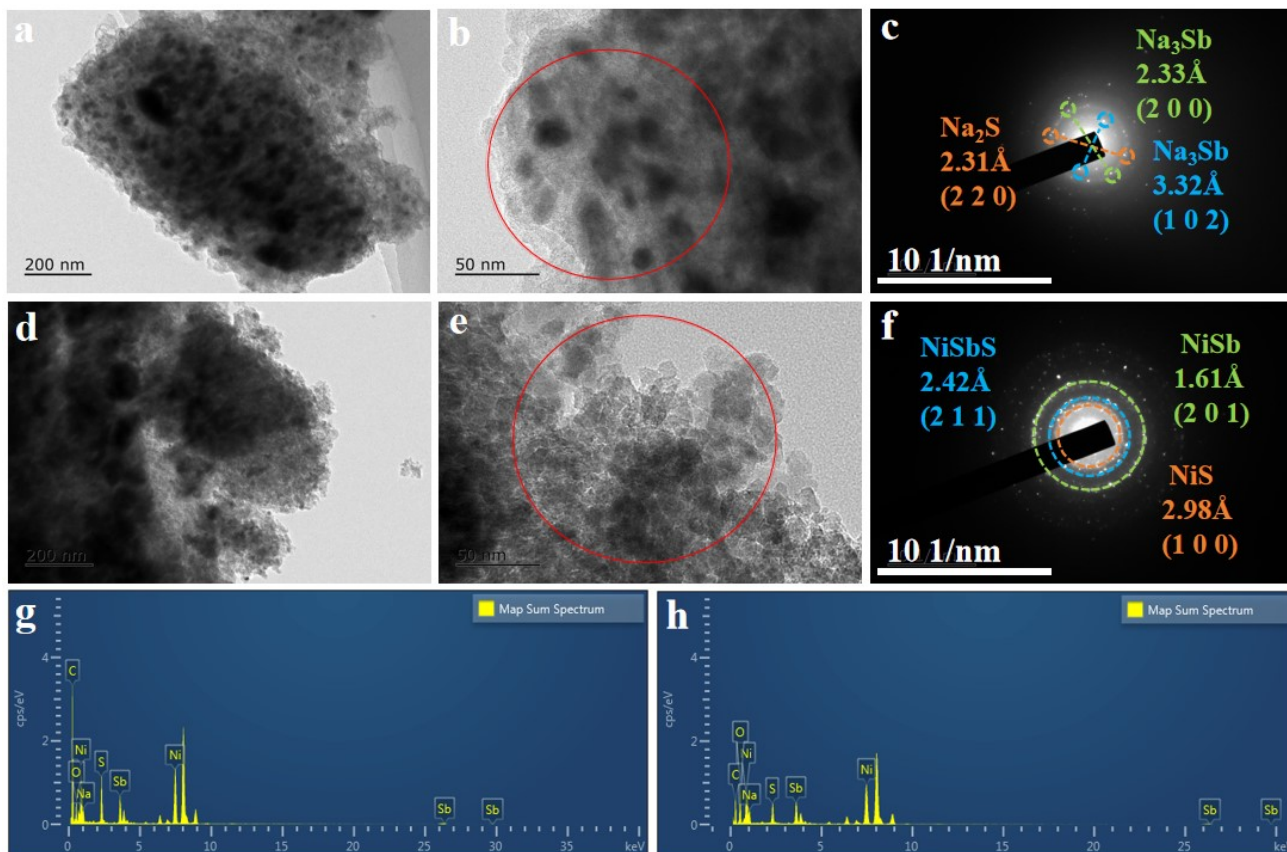 a
200 nm
b
50 nm
c
Na₃Sb
2.33Å
(2 0 0)
Na₂S
2.31Å
(2 2 0)
Na₃Sb
3.32Å
(1 0 2)
10 1/nm
d
200 nm
e
50 nm
f
NiSbS
2.42Å
(2 1 1)
NiSb
1.61Å
(2 0 1)
NiS
2.98Å
(1 0 0)
10 1/nm
g
Map Sum Spectrum
cps/eV
4
2
0
C
O
Ni
Na
S
Sb
Ni
Sb
Sb
0
5
10
15
20
25
30
35
keV
h
Map Sum Spectrum
cps/eV
4
2
0
O
Ni
C
Na
S
Sb
Ni
Sb
Sb
0
5
10
15
20
25
30
ke